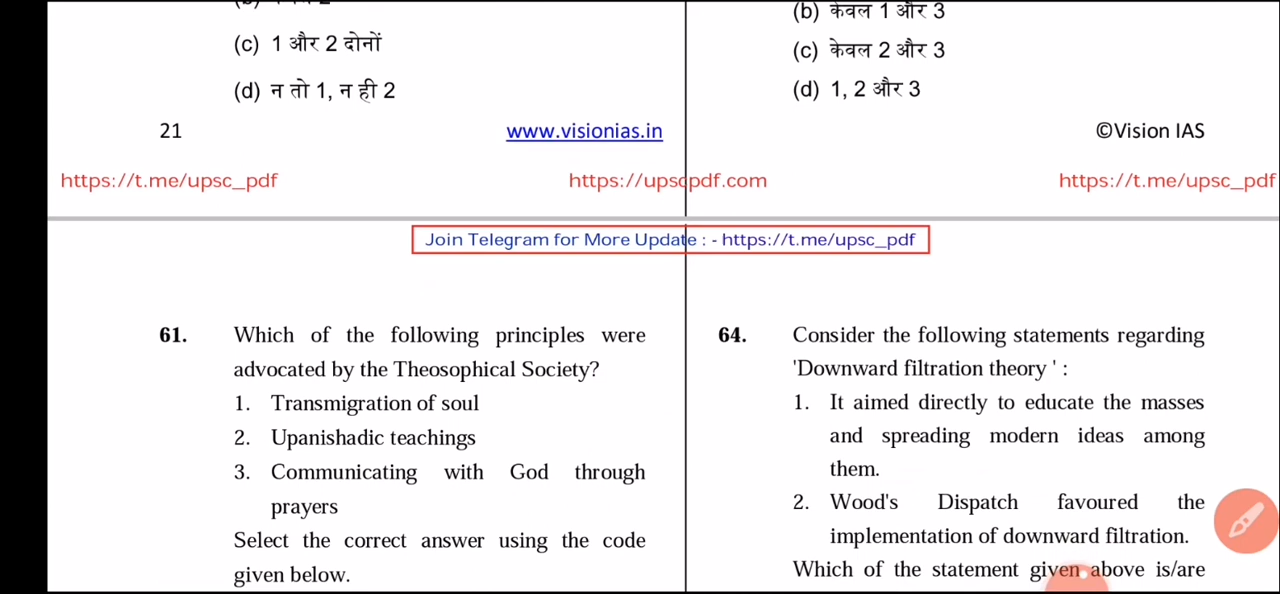 (c) 1 और 2 दोनों
(d) न तो 1, न ही 2
(b) केवल 1 और 3
(c) केवल 2 और 3
(d) 1, 2 और 3
21
www.visionias.in
©Vision IAS
https://t.me/upsc_pdf
https://upscpdf.com
https://t.me/upsc_pdf
Join Telegram for More Update : - https://t.me/upsc_pdf
61. Which of the following principles were
advocated by the Theosophical Society?
1. Transmigration of soul
2. Upanishadic teachings
3. Communicating with God through
prayers
Select the correct answer using the code
given below.
64. Consider the following statements regarding
'Downward filtration theory ' :
1. It aimed directly to educate the masses
and spreading modern ideas among
them.
2. Wood's Dispatch favoured the
implementation of downward filtration.
Which of the statement given above is/are